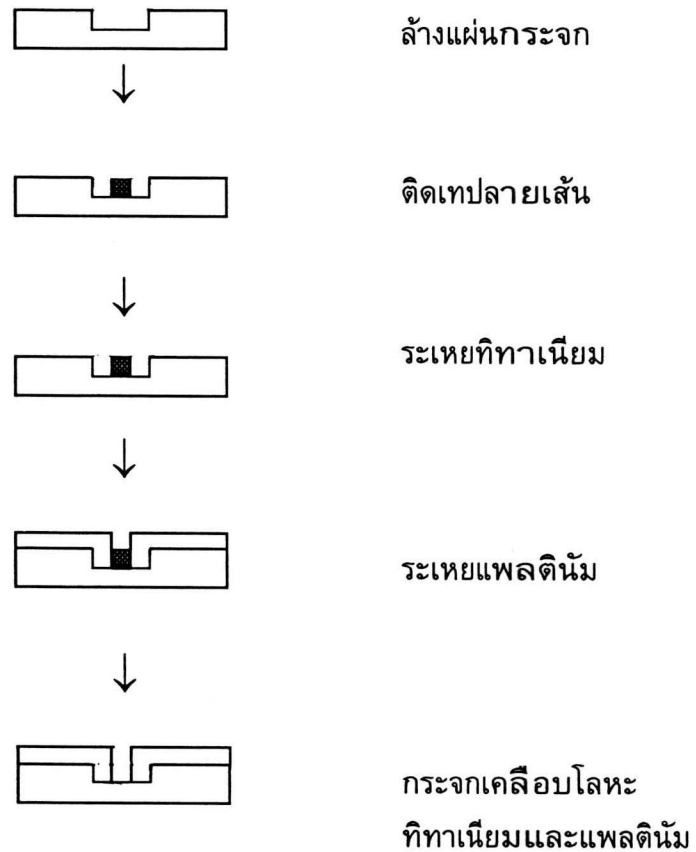 ล้างแผ่นกระจก
ติดเทปลายเส้น
ระเหยทิทาเนียม
ระเหยแพลตินัม
กระจกเคลือบโลหะ
ทิทาเนียมและแพลตินัม